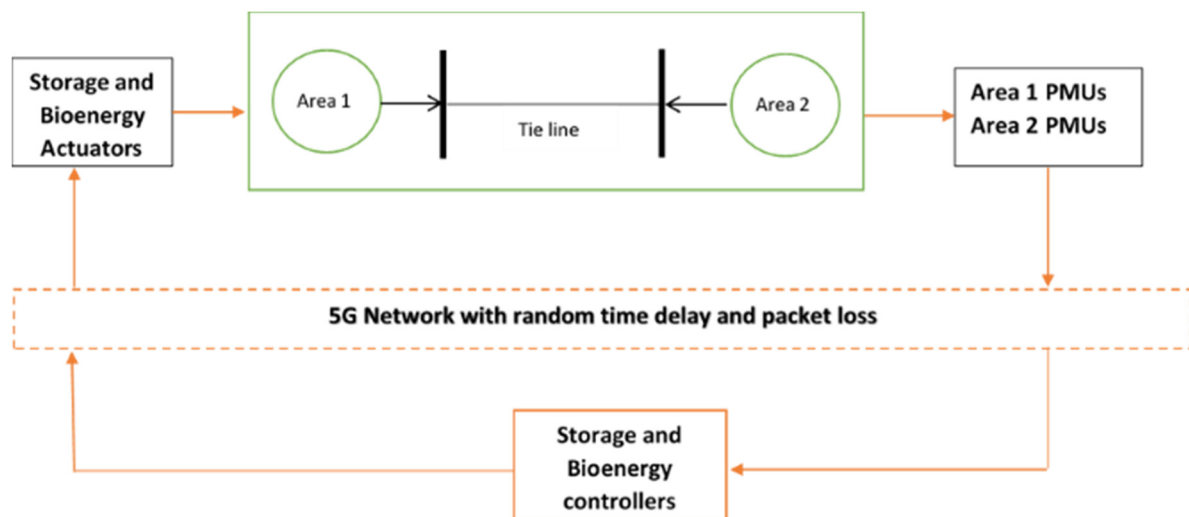 Storage and
Bioenergy
Actuators
Area 1
Tie line
Area 2
Area 1 PMUs
Area 2 PMUs
5G Network with random time delay and packet loss
Storage and
Bioenergy
controllers